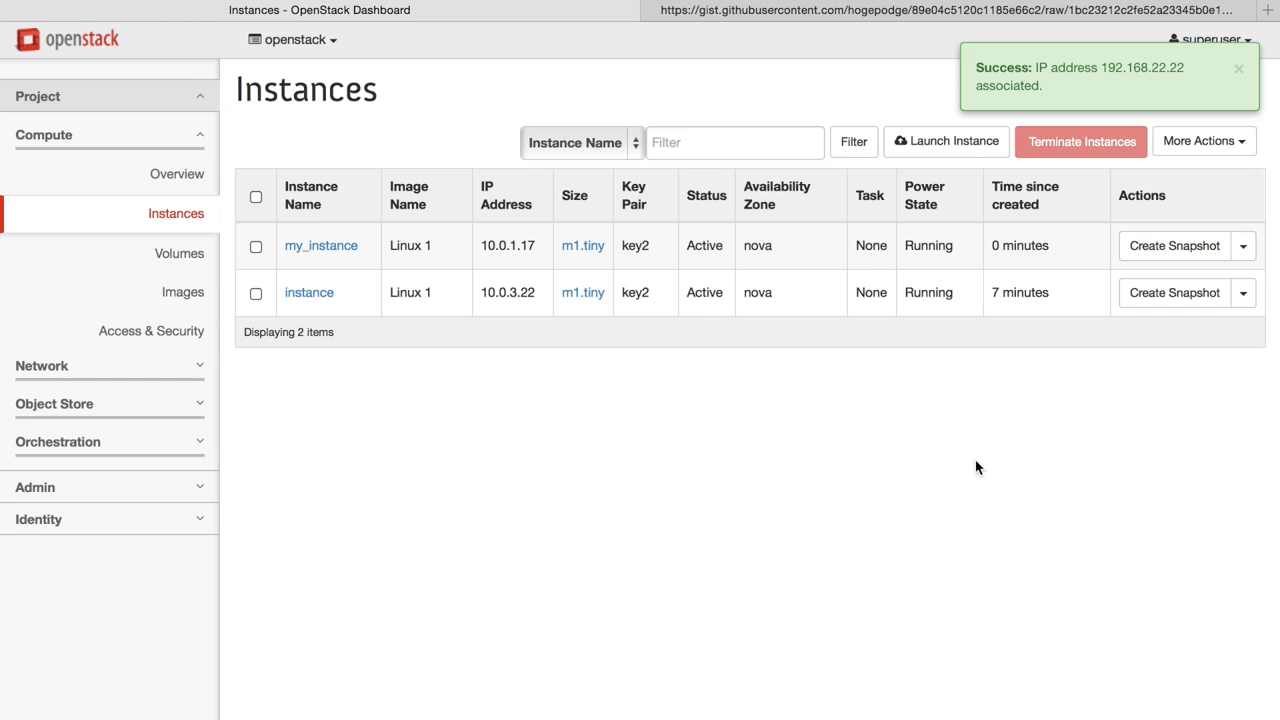 Instances - OpenStack Dashboard
https://gist.githubusercontent.com/hogepodge/89e04c5120c1185e66c2/raw/1bc23212c2fe52a23345b0e1...
openstack
openstack
superuser
Success: IP address 192.168.22.22
associated.
Project
Compute
Overview
Instances
Volumes
Images
Access & Security
Network
Object Store
Orchestration
Admin
Identity
Instances
Instance Name Filter Filter Launch Instance Terminate Instances More Actions
Instance Name Image Name IP Address Size Key Pair Status Availability Zone Task Power State Time since created Actions
my_instance Linux 1 10.0.1.17 m1.tiny key2 Active nova None Running 0 minutes Create Snapshot
instance Linux 1 10.0.3.22 m1.tiny key2 Active nova None Running 7 minutes Create Snapshot
Displaying 2 items